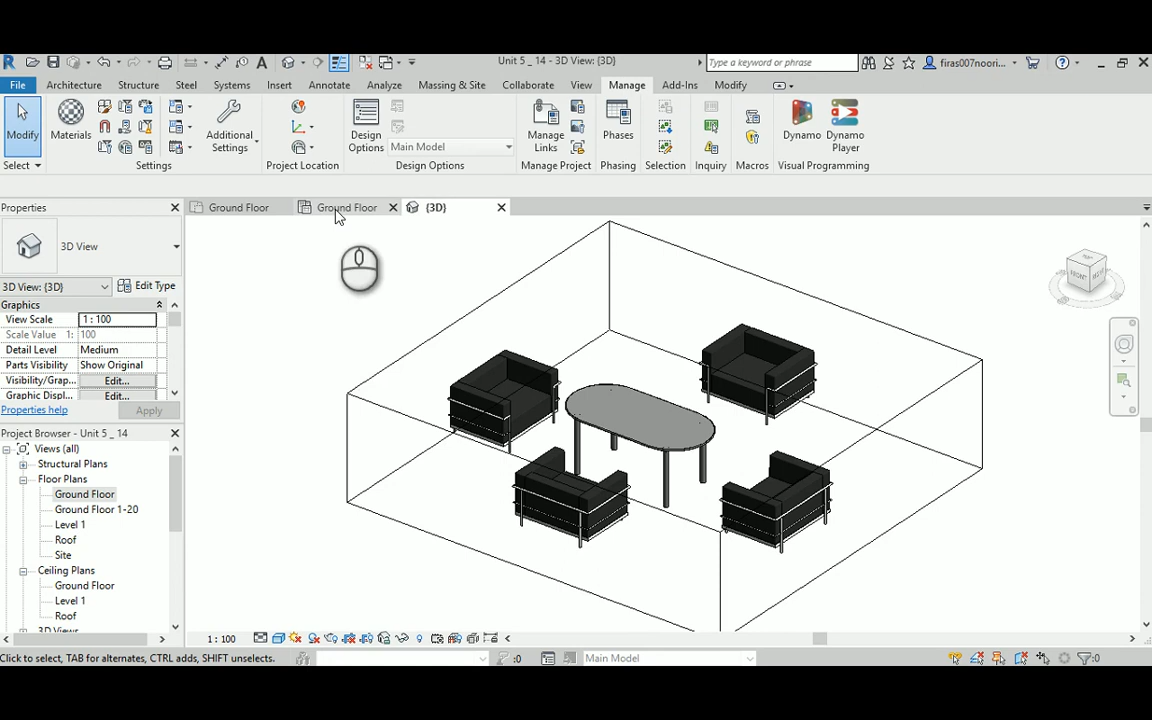 Unit 5 _ 14 - 3D View: {3D}
Type a keyword or phrase
firas007noori...
File Architecture Structure Steel Systems Insert Annotate Analyze Massing & Site Collaborate View Manage Add-Ins Modify
Modify Materials Additional Settings Design Options Main Model Manage Links Phases Dynamo Dynamo Player
Select Settings Project Location Design Options Manage Project Phasing Selection Inquiry Macros Visual Programming
Properties
Ground Floor Ground Floor {3D}
3D View
3D View: {3D} Edit Type
Graphics
View Scale 1 : 100
Scale Value 1: 100
Detail Level Medium
Parts Visibility Show Original
Visibility/Grap... Edit...
Graphic Displ... Edit...
Properties help Apply
Project Browser - Unit 5 _ 14
Views (all)
Structural Plans
Floor Plans
Ground Floor
Ground Floor 1-20
Level 1
Roof
Site
Ceiling Plans
Ground Floor
Level 1
Roof
3D Views
FRONT
1 : 100
Click to select, TAB for alternates, CTRL adds, SHIFT unselects.
:0
Main Model
:0